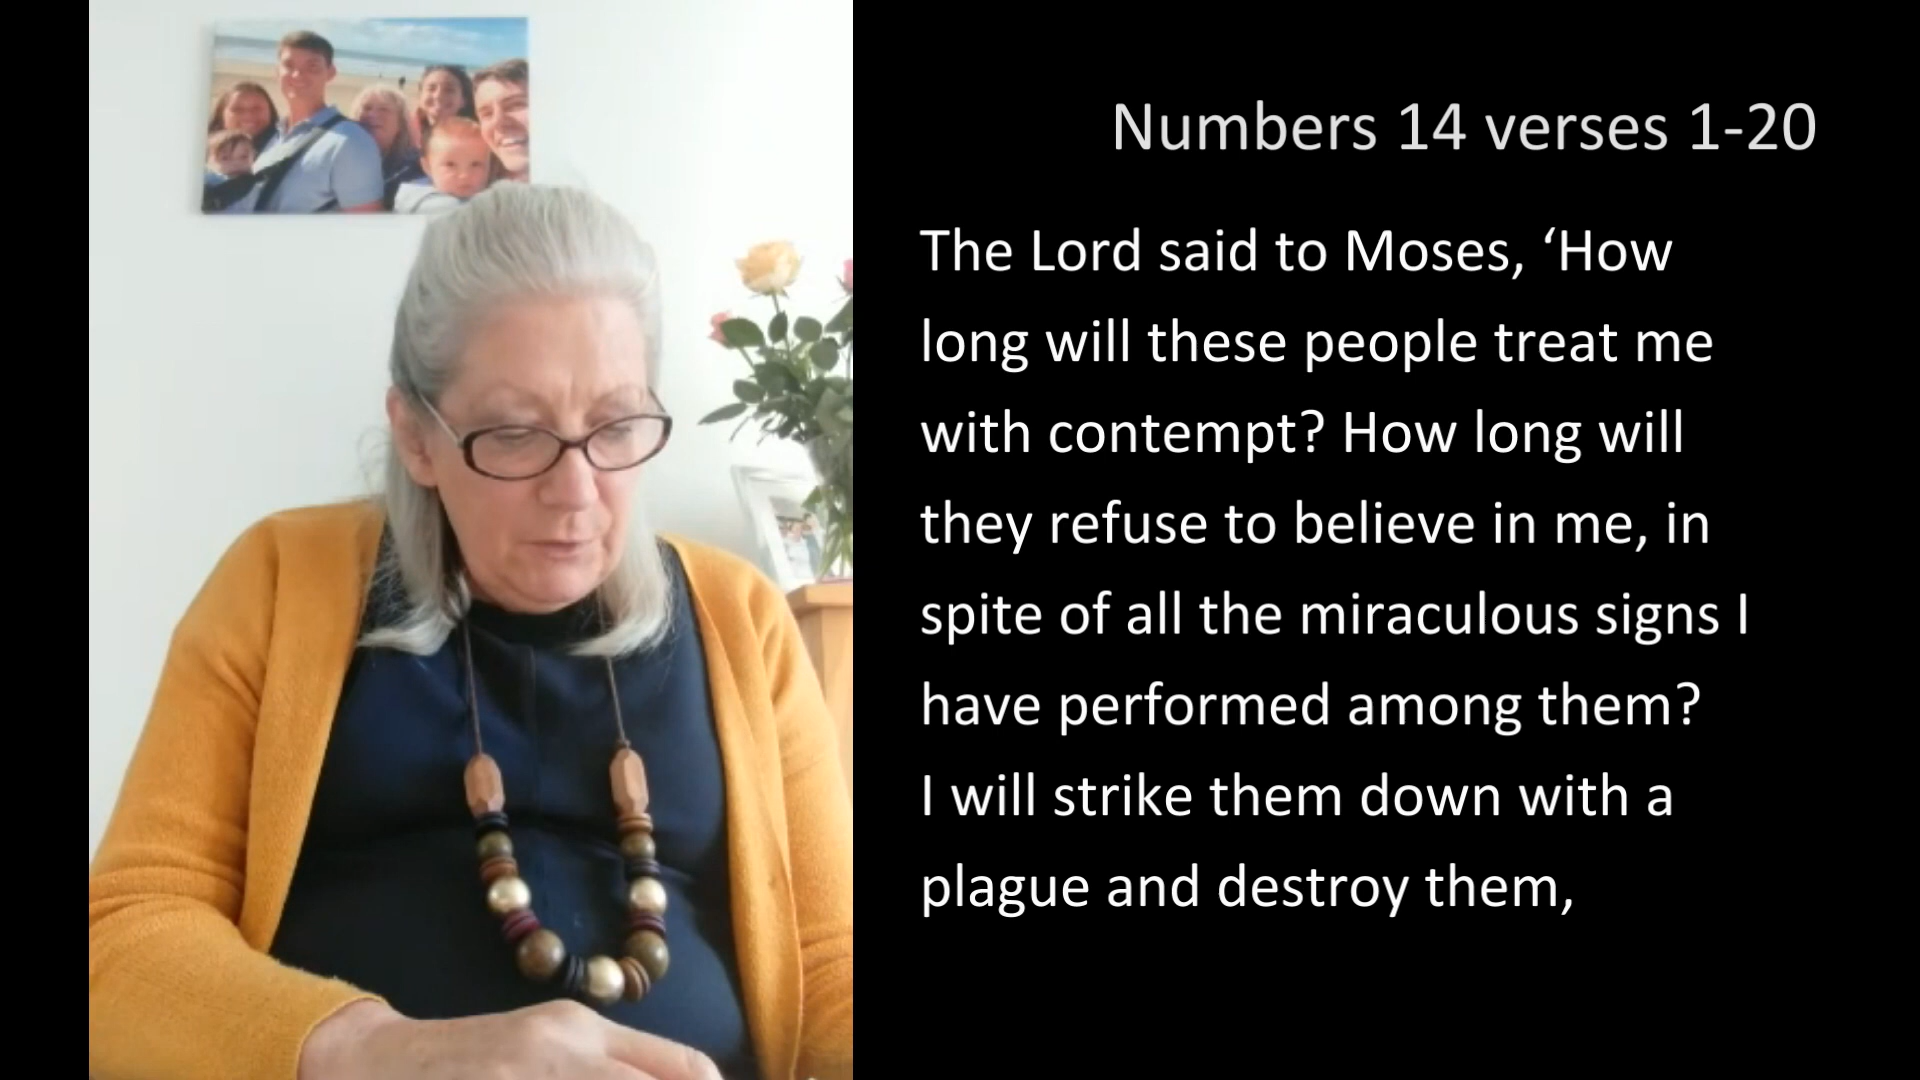 Numbers 14 verses 1-20
The Lord said to Moses, ‘How
long will these people treat me
with contempt? How long will
they refuse to believe in me, in
spite of all the miraculous signs I
have performed among them?
I will strike them down with a
plague and destroy them,